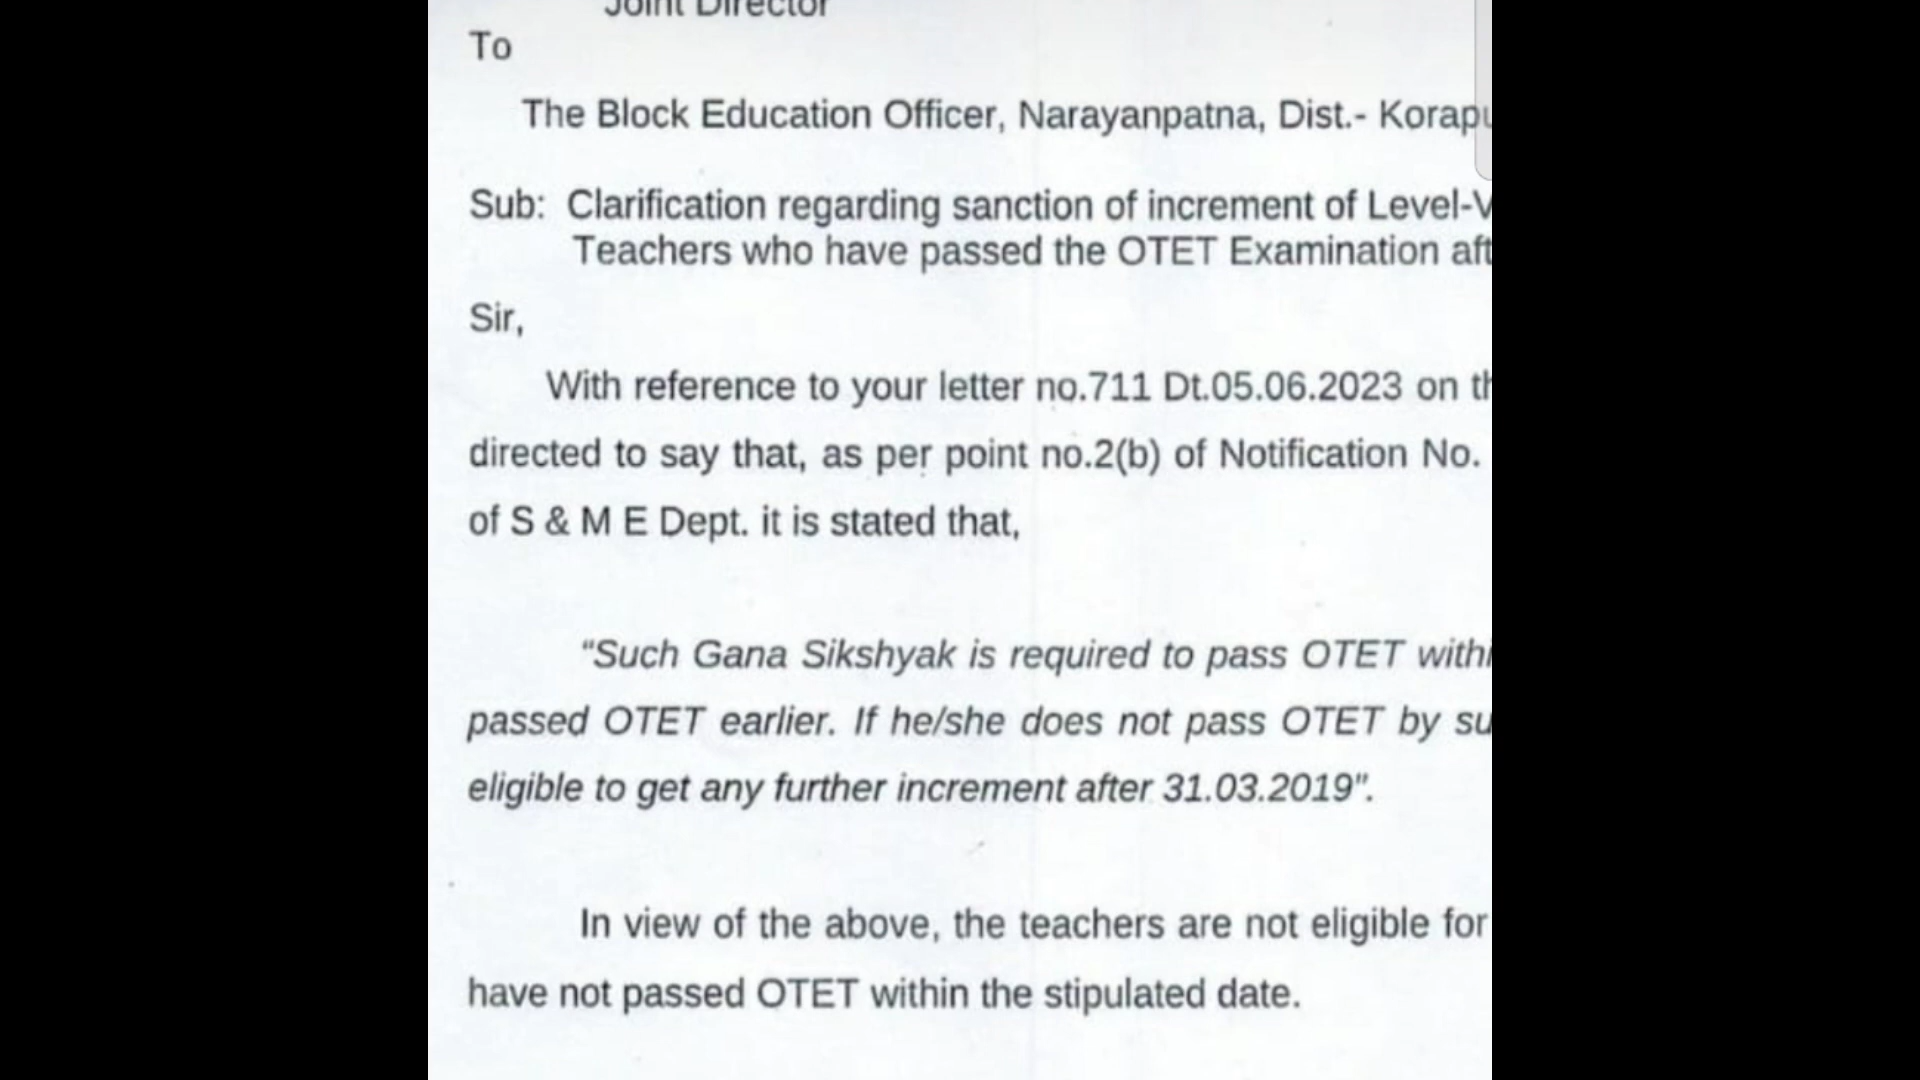 Joint Director
To
The Block Education Officer, Narayanpatna, Dist.- Korapu
Sub: Clarification regarding sanction of increment of Level-V
Teachers who have passed the OTET Examination aft
Sir,
With reference to your letter no.711 Dt.05.06.2023 on th
directed to say that, as per point no.2(b) of Notification No.
of S & M E Dept. it is stated that,
“Such Gana Sikshyak is required to pass OTET withi
passed OTET earlier. If he/she does not pass OTET by su
eligible to get any further increment after 31.03.2019".
In view of the above, the teachers are not eligible for
have not passed OTET within the stipulated date.